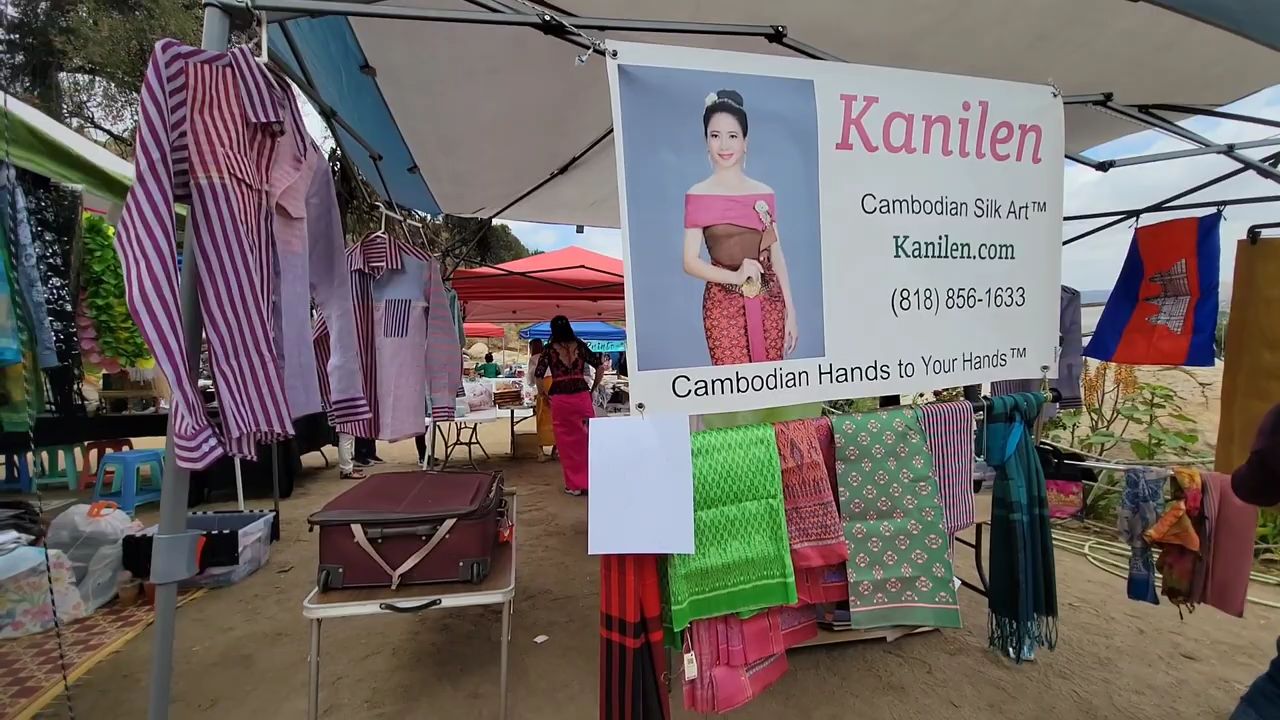 Kanilen
Cambodian Silk Art™
Kanilen.com
(818) 856-1633
Cambodian Hands to Your Hands™